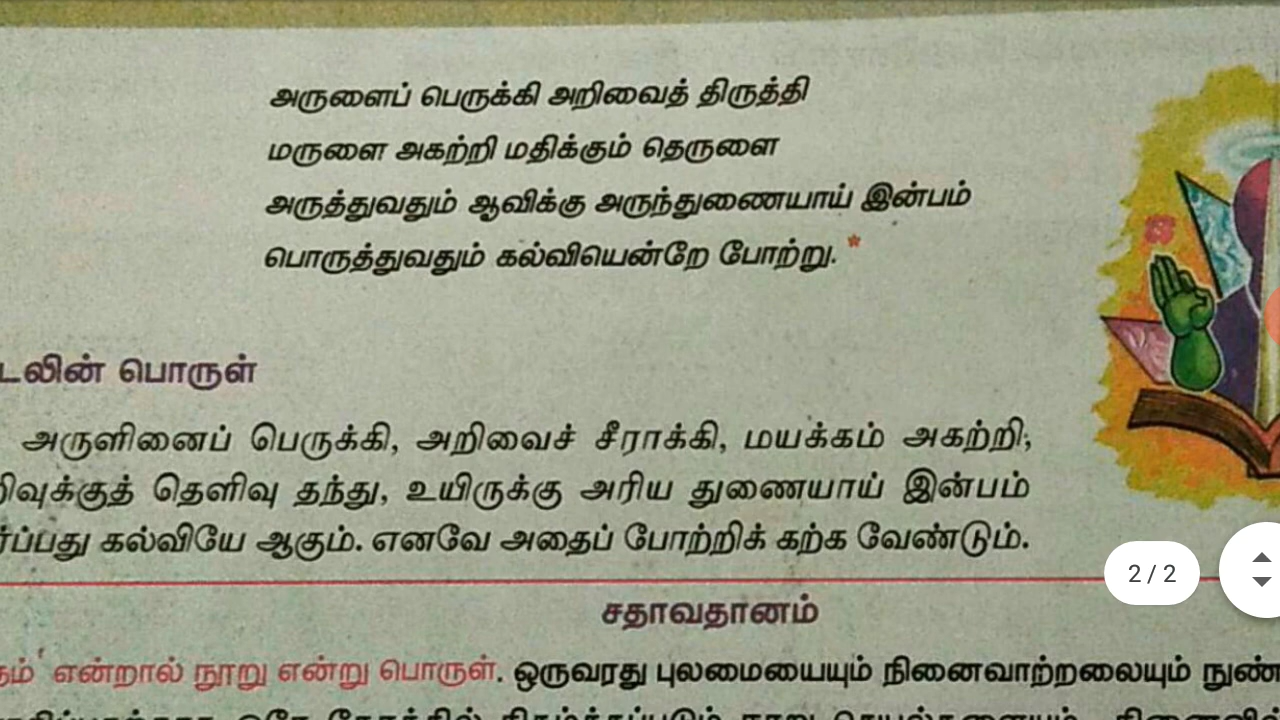 அருளைப் பெருக்கி அறிவைத் திருத்தி
மருளை அகற்றி மதிக்கும் தெருளை
அருத்துவதும் ஆவிக்கு அருந்துணையாய் இன்பம்
பொருத்துவதும் கல்வியென்றே போற்று. *
டலின் பொருள்
அருளினைப் பெருக்கி, அறிவைச் சீராக்கி, மயக்கம் அகற்றி,
றிவுக்குத் தெளிவு தந்து, உயிருக்கு அரிய துணையாய் இன்பம்
ர்ப்பது கல்வியே ஆகும். எனவே அதைப் போற்றிக் கற்க வேண்டும்.
2 / 2
சதாவதானம்
என்றால் நூறு என்று பொருள். ஒருவரது புலமையையும் நினைவாற்றலையும் நுண்